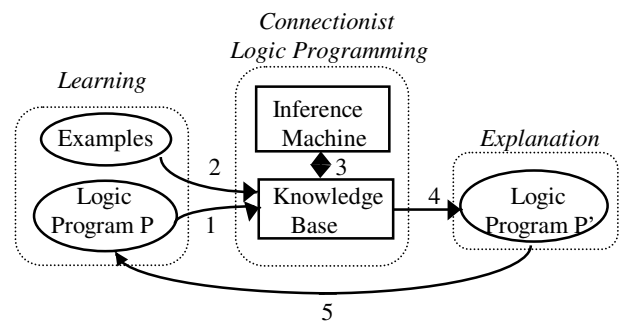 Connectionist
Logic Programming
Learning
Inference
Machine
Examples
Explanation
2
3
Logic
Program P
1
Knowledge
Base
4
Logic
Program P’
5